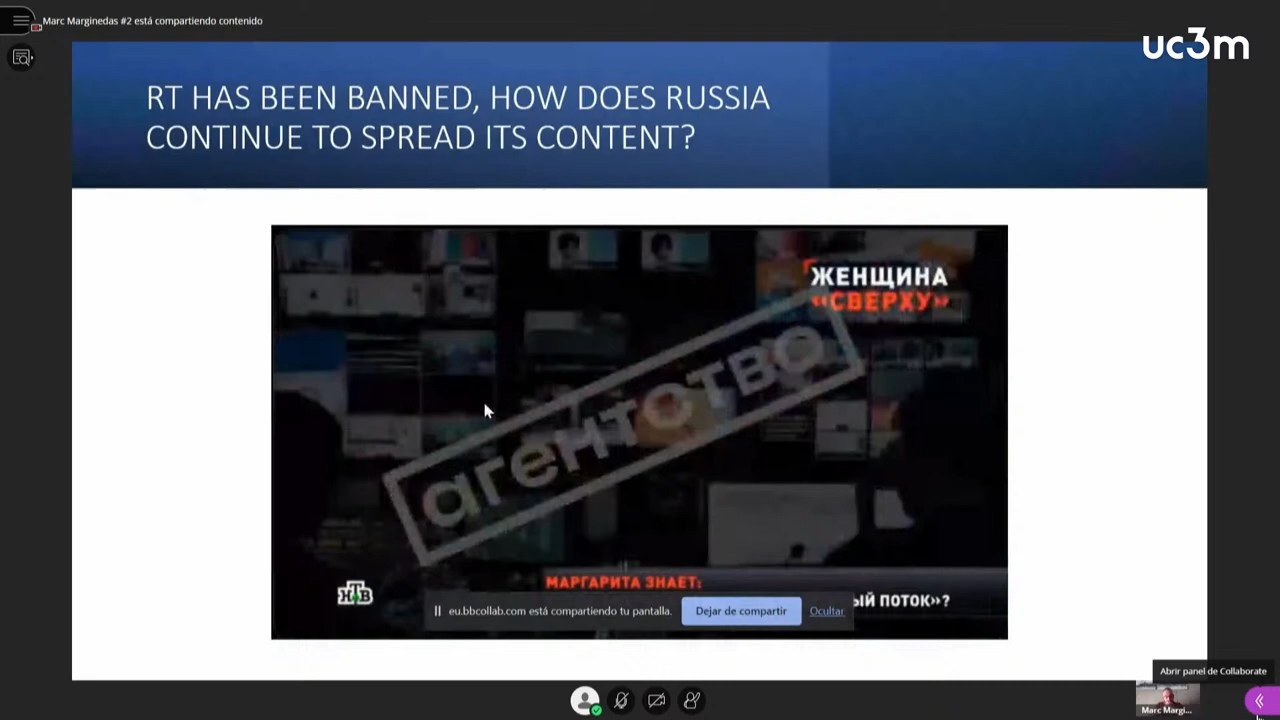 Marc Marginedas #2 está compartiendo contenido
uc3m
RT HAS BEEN BANNED, HOW DOES RUSSIA
CONTINUE TO SPREAD ITS CONTENT?
ЖЕНЩИНА
«СВЕРХУ»
агентство
НТВ
МАРГАРИТА ЗНАЕТ:
ЫЙ ПОТОК»?
eu.bbcollab.com está compartiendo tu pantalla.
Dejar de compartir
Ocultar
Abrir panel de Collaborate
Marc Margi...